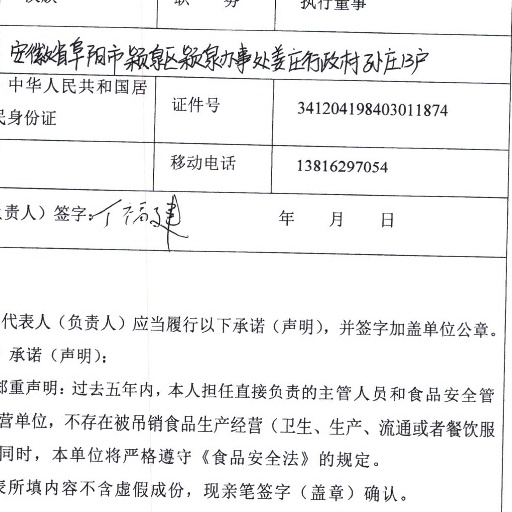 执行董事
安徽省阜阳市颍泉区颍泉办事处姜庄行政村孙庄13户
中华人民共和国居
民身份证
证件号
341204198403011874
移动电话
13816297054
责人）签字：
年 月 日
代表人（负责人）应当履行以下承诺（声明），并签字加盖单位公章。
承诺（声明）：
郑重声明：过去五年内，本人担任直接负责的主管人员和食品安全管
营单位，不存在被吊销食品生产经营（卫生、生产、流通或者餐饮服
同时，本单位将严格遵守《食品安全法》的规定。
表所填内容不含虚假成份，现亲笔签字（盖章）确认。